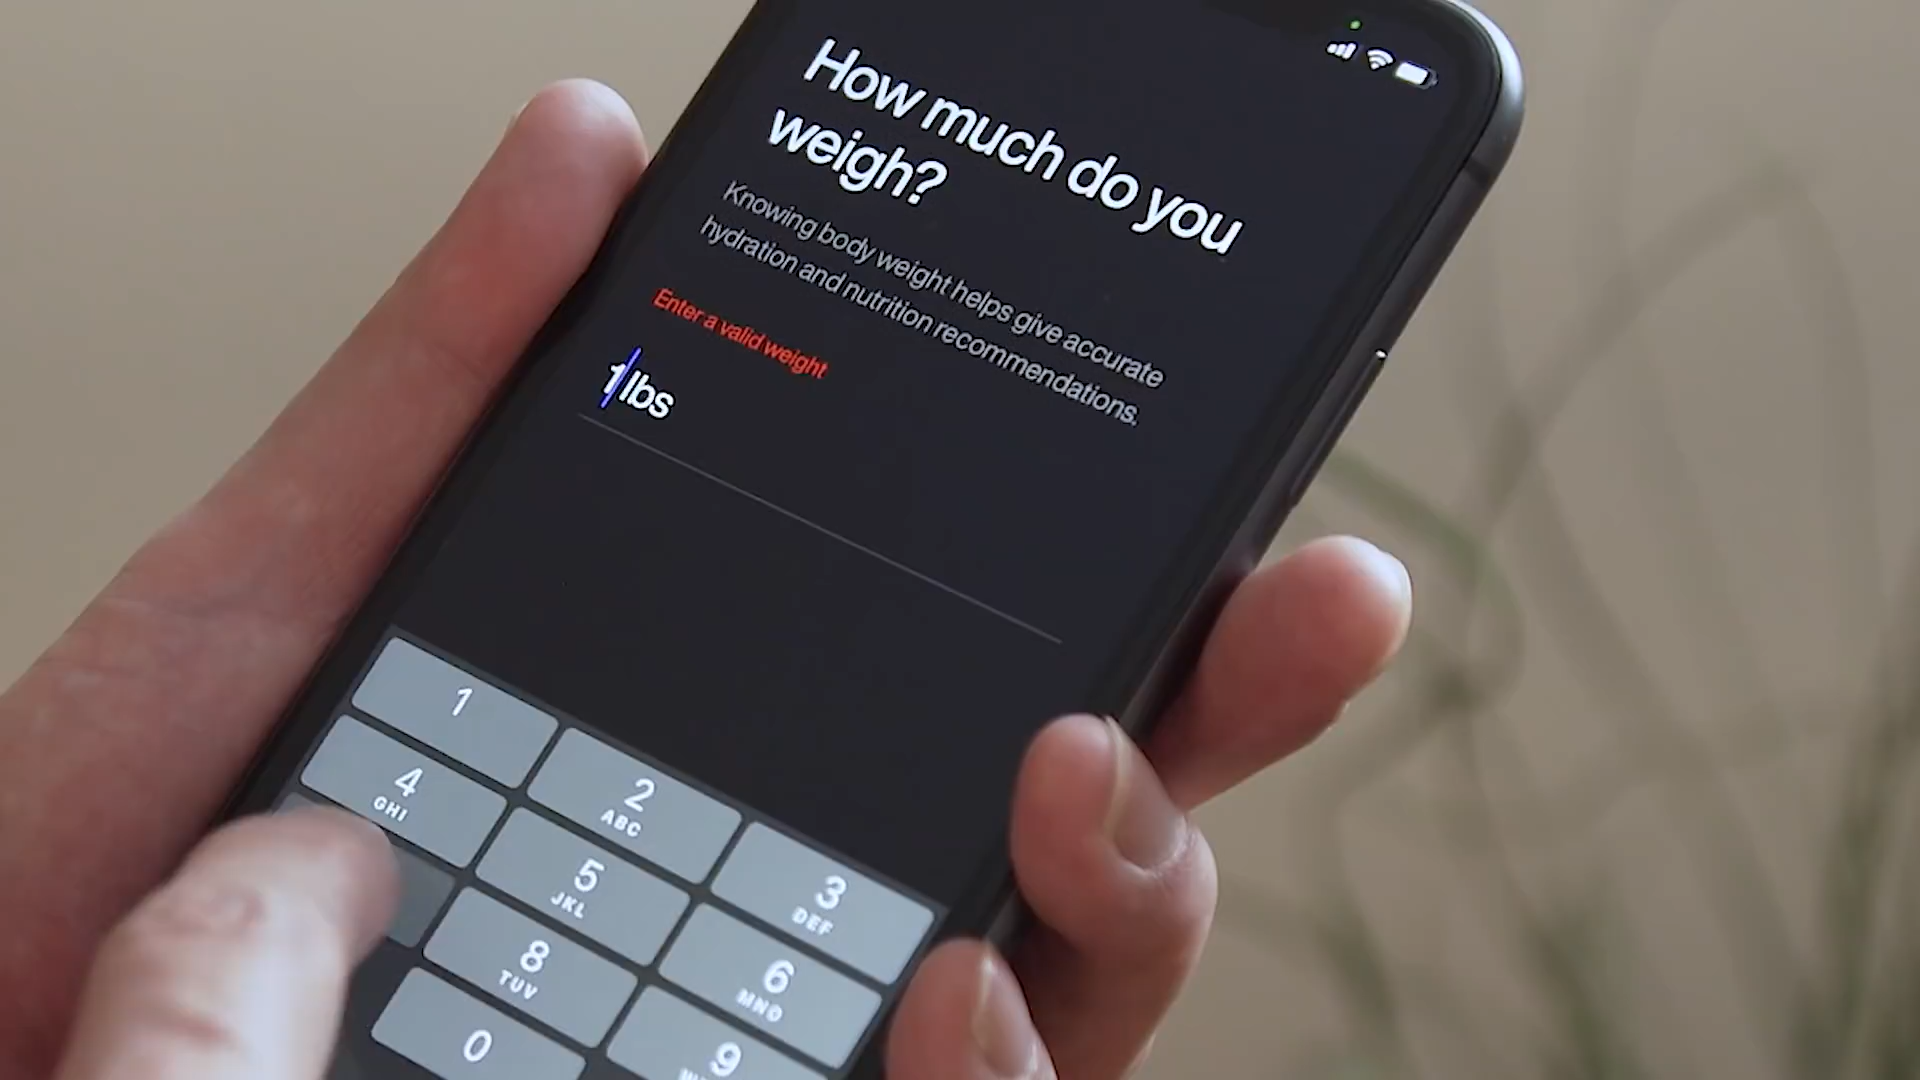 How much do you
weigh?
Knowing body weight helps give accurate
hydration and nutrition recommendations.
Enter a valid weight
1 lbs
1
2
ABC
3
DEF
4
GHI
5
JKL
6
MNO
8
TUV
9
0